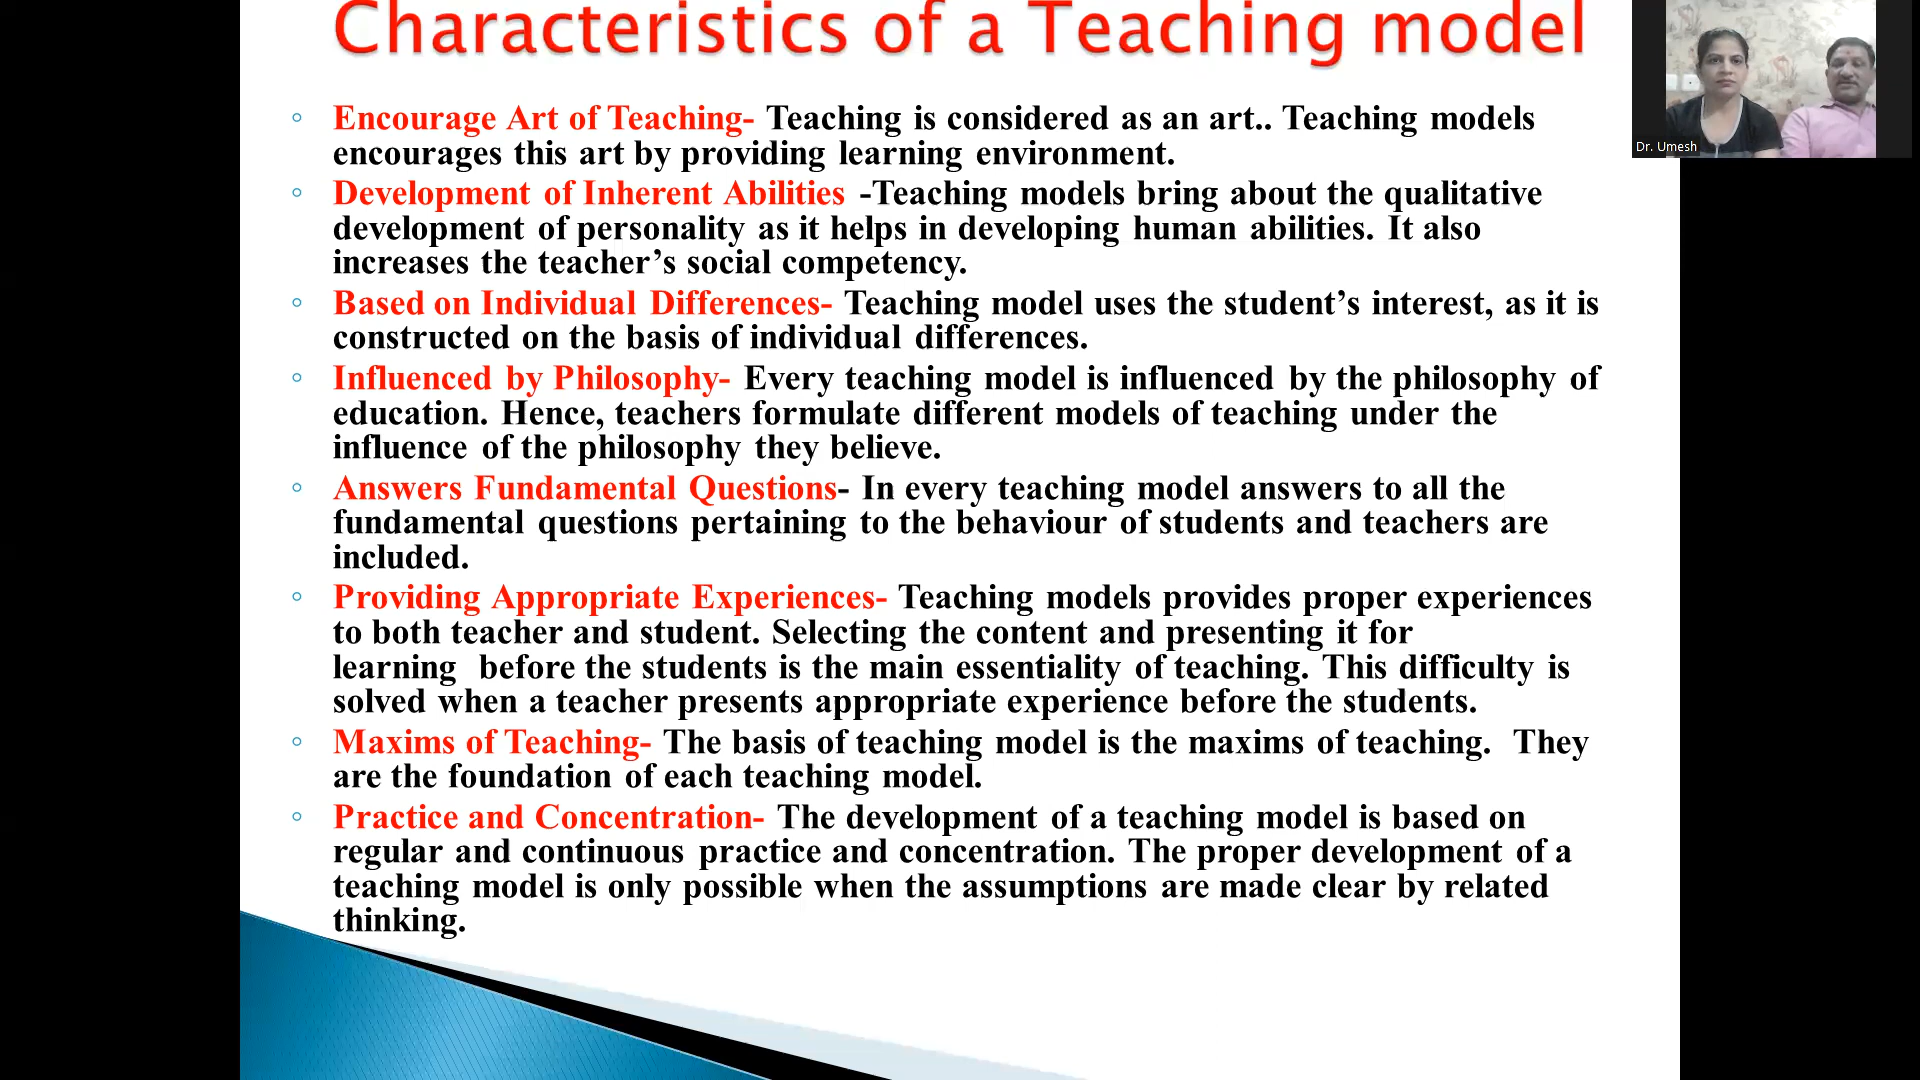 Characteristics of a Teaching model
Encourage Art of Teaching- Teaching is considered as an art.. Teaching models
encourages this art by providing learning environment.
Development of Inherent Abilities -Teaching models bring about the qualitative
development of personality as it helps in developing human abilities. It also
increases the teacher’s social competency.
Based on Individual Differences- Teaching model uses the student’s interest, as it is
constructed on the basis of individual differences.
Influenced by Philosophy- Every teaching model is influenced by the philosophy of
education. Hence, teachers formulate different models of teaching under the
influence of the philosophy they believe.
Answers Fundamental Questions- In every teaching model answers to all the
fundamental questions pertaining to the behaviour of students and teachers are
included.
Providing Appropriate Experiences- Teaching models provides proper experiences
to both teacher and student. Selecting the content and presenting it for
learning before the students is the main essentiality of teaching. This difficulty is
solved when a teacher presents appropriate experience before the students.
Maxims of Teaching- The basis of teaching model is the maxims of teaching. They
are the foundation of each teaching model.
Practice and Concentration- The development of a teaching model is based on
regular and continuous practice and concentration. The proper development of a
teaching model is only possible when the assumptions are made clear by related
thinking.
Dr. Umesh